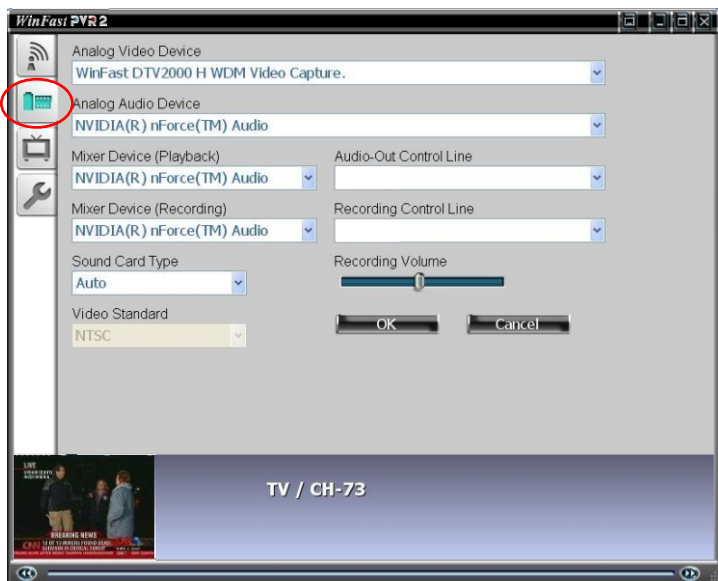 WinFast PVR 2
Analog Video Device
WinFast DTV2000 H WDM Video Capture.
Analog Audio Device
NVIDIA(R) nForce(TM) Audio
Mixer Device (Playback)
Audio-Out Control Line
NVIDIA(R) nForce(TM) Audio
Mixer Device (Recording)
Recording Control Line
NVIDIA(R) nForce(TM) Audio
Sound Card Type
Recording Volume
Auto
Video Standard
OK
Cancel
NTSC
LIVE
TV / CH-73
BREAKING NEWS
CNN